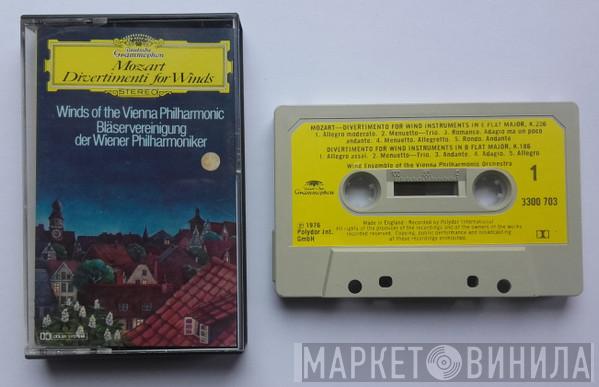 Deutsche
Grammophon
Mozart
Divertimenti for Winds
STEREO
Winds of the Vienna Philharmonic
Bläservereinigung
der Wiener Philharmoniker
DOLBY SYSTEM
MOZART—DIVERTIMENTO FOR WIND INSTRUMENTS IN E FLAT MAJOR, K.226
1. Allegro moderato. 2. Menuetto—Trio. 3. Romance. Adagio ma un poco
andante. 4. Menuetto. Allegretto. 5. Rondo. Andante
DIVERTIMENTO FOR WIND INSTRUMENTS IN B FLAT MAJOR, K.186
1. Allegro assai. 2. Menuetto—Trio. 3. Andante. 4. Adagio. 5. Allegro
Wind Ensemble of the Vienna Philharmonic Orchestra
Deutsche
Grammophon
1
3300 703
℗ 1976
Polydor Int.
GmbH
Made in England · Recorded by Polydor International
All rights of the producer of the recordings and of the owners of the works
recorded reserved. Copying, public performance and broadcasting
of these recordings prohibited.
МАРКЕТ ВИНИЛА